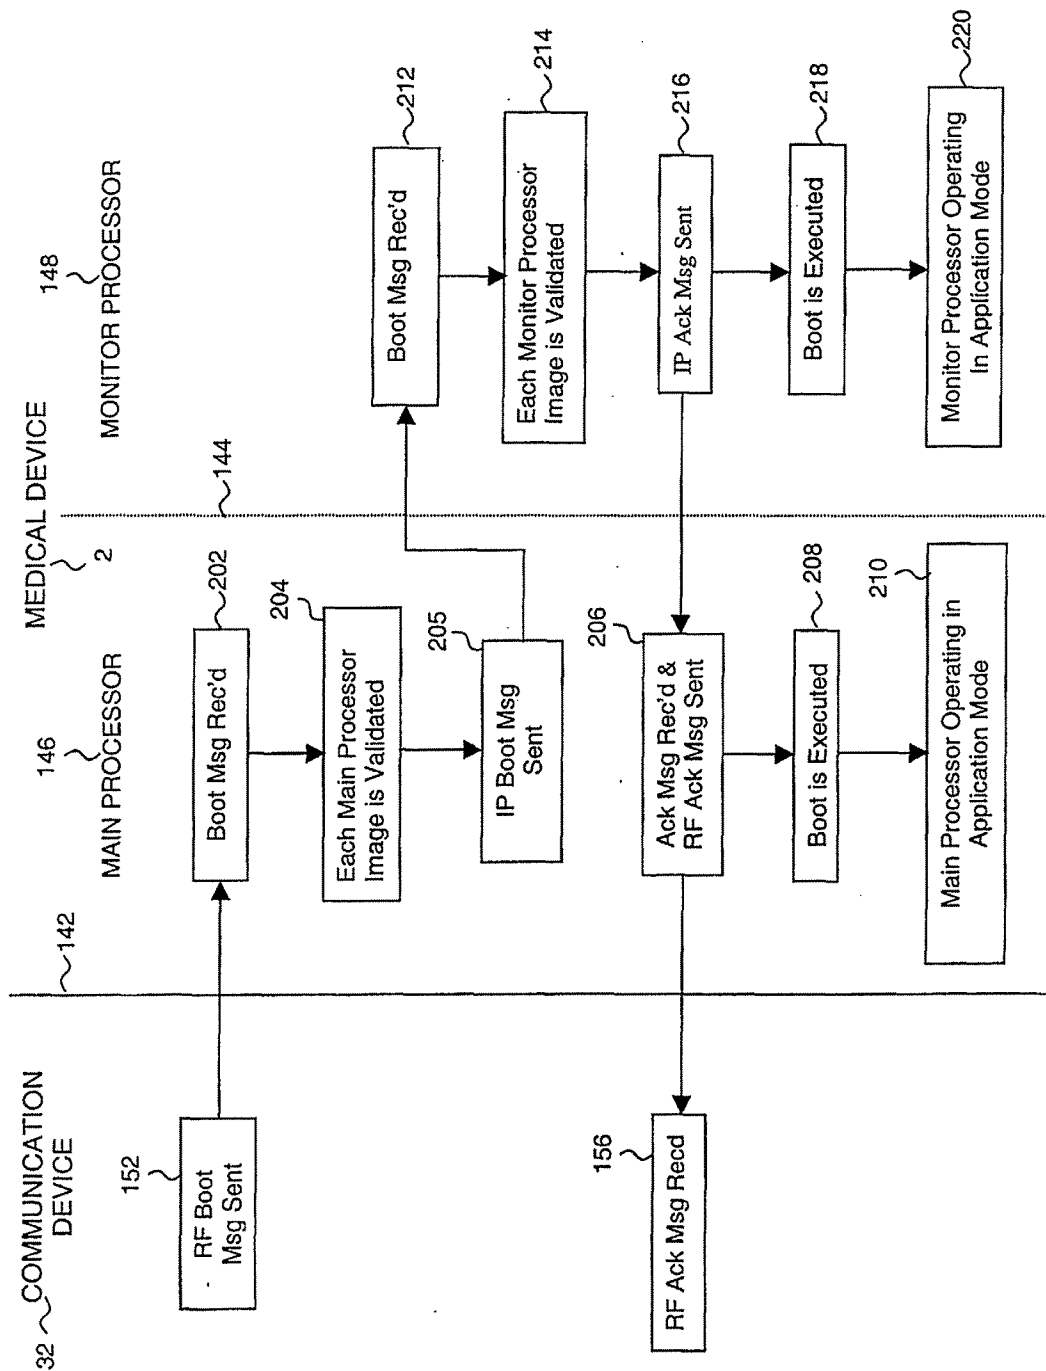 32
COMMUNICATION
DEVICE
142
MEDICAL DEVICE
2
144
146
MAIN PROCESSOR
148
MONITOR PROCESSOR
152
RF Boot
Msg Sent
202
Boot Msg Rec'd
204
Each Main Processor
Image is Validated
205
IP Boot Msg
Sent
212
Boot Msg Rec'd
214
Each Monitor Processor
Image is Validated
216
IP Ack Msg Sent
206
Ack Msg Rec'd &
RF Ack Msg Sent
156
RF Ack Msg Recd
208
Boot is Executed
218
Boot is Executed
210
Main Processor Operating in
Application Mode
220
Monitor Processor Operating
In Application Mode